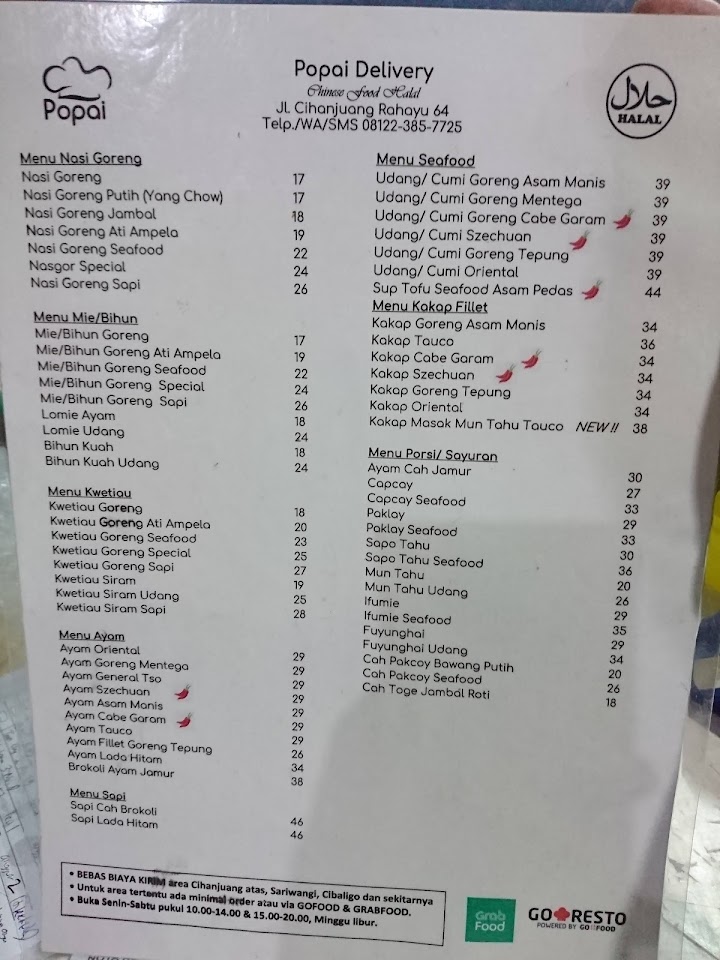 Popai
Popai Delivery
Chinese Food Halal
Jl. Cihanjuang Rahayu 64
Telp./WA/SMS 08122-385-7725
حلال
HALAL
Menu Nasi Goreng
Nasi Goreng 17
Nasi Goreng Putih (Yang Chow) 17
Nasi Goreng Jambal 18
Nasi Goreng Ati Ampela 19
Nasi Goreng Seafood 22
Nasgor Special 24
Nasi Goreng Sapi 26
Menu Mie/Bihun
Mie/Bihun Goreng 17
Mie/Bihun Goreng Ati Ampela 19
Mie/Bihun Goreng Seafood 22
Mie/Bihun Goreng Special 24
Mie/Bihun Goreng Sapi 26
Lomie Ayam 18
Lomie Udang 24
Bihun Kuah 18
Bihun Kuah Udang 24
Menu Kwetiau
Kwetiau Goreng 18
Kwetiau Goreng Ati Ampela 20
Kwetiau Goreng Seafood 23
Kwetiau Goreng Special 25
Kwetiau Goreng Sapi 27
Kwetiau Siram 19
Kwetiau Siram Udang 25
Kwetiau Siram Sapi 28
Menu Ayam
Ayam Oriental 29
Ayam Goreng Mentega 29
Ayam General Tso 29
Ayam Szechuan 29
Ayam Asam Manis 29
Ayam Cabe Garam 29
Ayam Tauco 29
Ayam Fillet Goreng Tepung 26
Ayam Lada Hitam 34
Brokoli Ayam Jamur 38
Menu Sapi
Sapi Cah Brokoli 46
Sapi Lada Hitam 46
Menu Seafood
Udang/ Cumi Goreng Asam Manis 39
Udang/ Cumi Goreng Mentega 39
Udang/ Cumi Goreng Cabe Garam 39
Udang/ Cumi Szechuan 39
Udang/ Cumi Goreng Tepung 39
Udang/ Cumi Oriental 39
Sup Tofu Seafood Asam Pedas 44
Menu Kakap Fillet
Kakap Goreng Asam Manis 34
Kakap Tauco 36
Kakap Cabe Garam 34
Kakap Szechuan 34
Kakap Goreng Tepung 34
Kakap Oriental 34
Kakap Masak Mun Tahu Tauco NEW!! 38
Menu Porsi/ Sayuran
Ayam Cah Jamur 30
Capcay 27
Capcay Seafood 33
Paklay 29
Paklay Seafood 33
Sapo Tahu 30
Sapo Tahu Seafood 36
Mun Tahu 20
Mun Tahu Udang 26
Ifumie 29
Ifumie Seafood 35
Fuyunghai 29
Fuyunghai Udang 34
Cah Pakcoy Bawang Putih 20
Cah Pakcoy Seafood 26
Cah Toge Jambal Roti 18
• BEBAS BIAYA KIRIM area Cihanjuang atas, Sariwangi, Cibaligo dan sekitarnya
• Untuk area tertentu ada minimal order atau via GOFOOD & GRABFOOD.
• Buka Senin-Sabtu pukul 10.00-14.00 & 15.00-20.00, Minggu libur.
Grab
Food
GO RESTO
POWERED BY GO FOOD